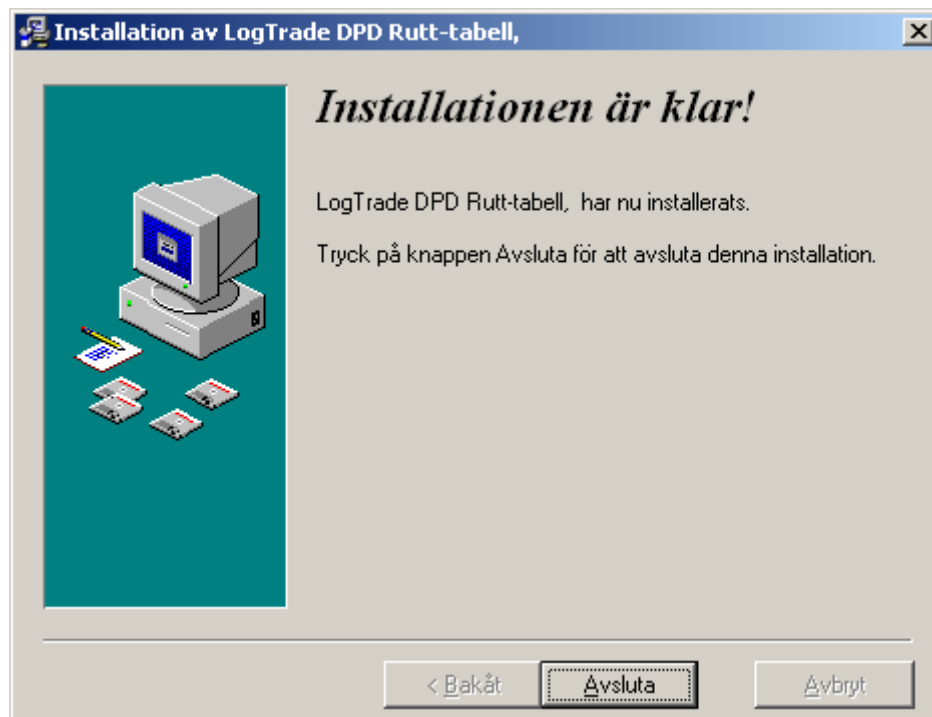 Installation av LogTrade DPD Rutt-tabell,
Installationen är klar!
LogTrade DPD Rutt-tabell,  har nu installerats.
Tryck på knappen Avsluta för att avsluta denna installation.
< Bakåt
Avsluta
Avbryt